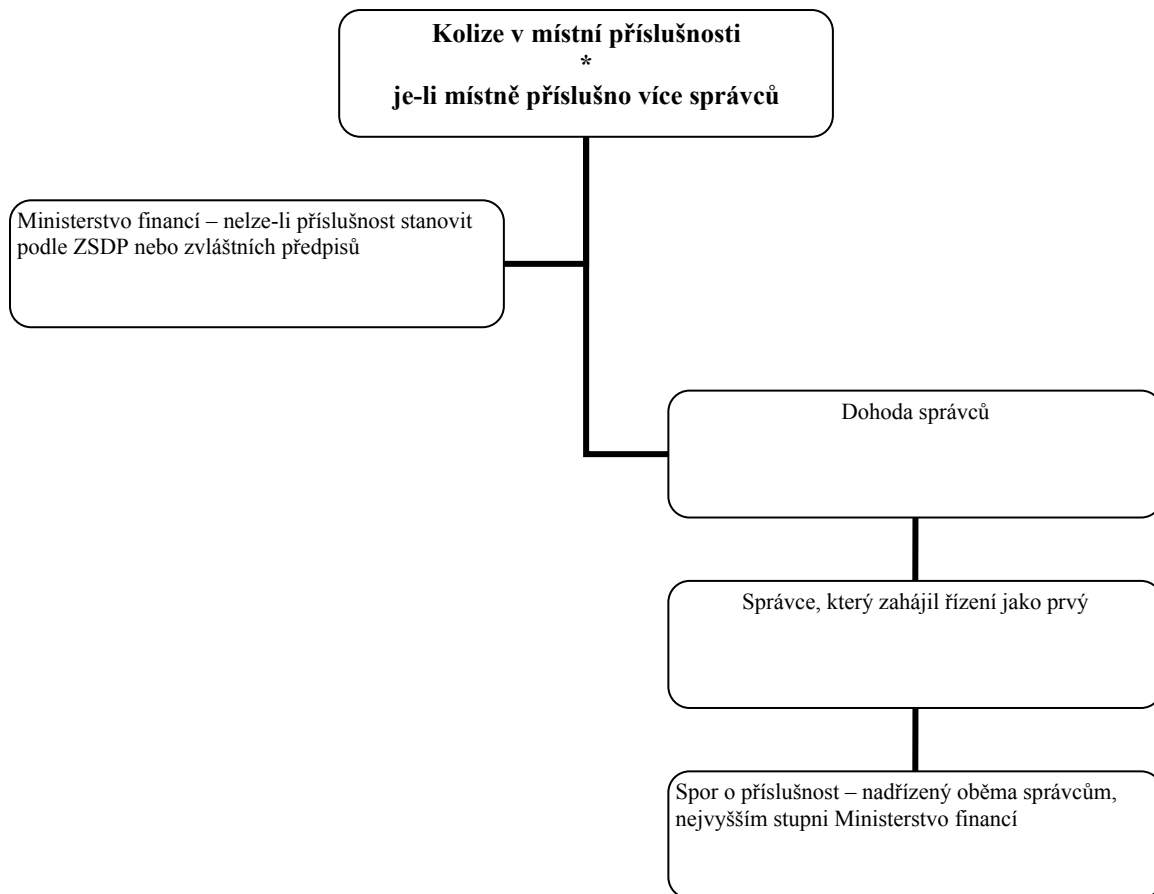 Kolize v místní příslušnosti
*
je-li místně příslušno více správců
Ministerstvo financí – nelze-li příslušnost stanovit
podle ZSDP nebo zvláštních předpisů
Dohoda správců
Správce, který zahájil řízení jako prvý
Spor o příslušnost – nadřízený oběma správcům,
nejvyšším stupni Ministerstvo financí